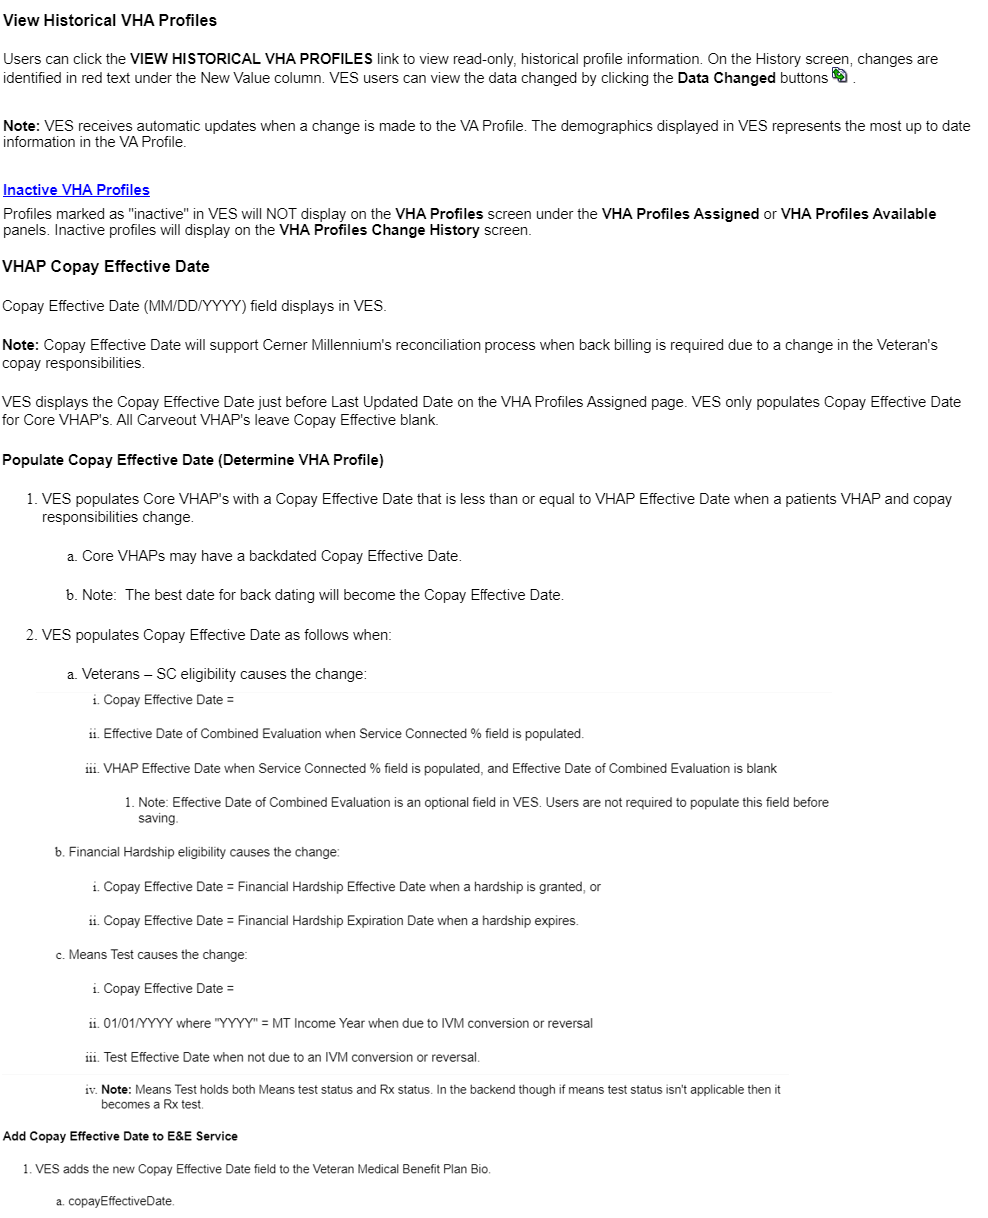 View Historical VHA Profiles
Users can click the VIEW HISTORICAL VHA PROFILES link to view read-only, historical profile information. On the History screen, changes are
identified in red text under the New Value column. VES users can view the data changed by clicking the Data Changed buttons .
Note: VES receives automatic updates when a change is made to the VA Profile. The demographics displayed in VES represents the most up to date
information in the VA Profile.
Inactive VHA Profiles
Profiles marked as "inactive" in VES will NOT display on the VHA Profiles screen under the VHA Profiles Assigned or VHA Profiles Available
panels. Inactive profiles will display on the VHA Profiles Change History screen.
VHAP Copay Effective Date
Copay Effective Date (MM/DD/YYYY) field displays in VES.
Note: Copay Effective Date will support Cerner Millennium's reconciliation process when back billing is required due to a change in the Veteran's
copay responsibilities.
VES displays the Copay Effective Date just before Last Updated Date on the VHA Profiles Assigned page. VES only populates Copay Effective Date
for Core VHAP's. All Carveout VHAP's leave Copay Effective blank.
Populate Copay Effective Date (Determine VHA Profile)
1. VES populates Core VHAP's with a Copay Effective Date that is less than or equal to VHAP Effective Date when a patients VHAP and copay
responsibilities change.
a. Core VHAPs may have a backdated Copay Effective Date.
b. Note:  The best date for back dating will become the Copay Effective Date.
2. VES populates Copay Effective Date as follows when:
a. Veterans – SC eligibility causes the change:
i. Copay Effective Date =
ii. Effective Date of Combined Evaluation when Service Connected % field is populated.
iii. VHAP Effective Date when Service Connected % field is populated, and Effective Date of Combined Evaluation is blank
1. Note: Effective Date of Combined Evaluation is an optional field in VES. Users are not required to populate this field before
saving.
b. Financial Hardship eligibility causes the change:
i. Copay Effective Date = Financial Hardship Effective Date when a hardship is granted, or
ii. Copay Effective Date = Financial Hardship Expiration Date when a hardship expires.
c. Means Test causes the change:
i. Copay Effective Date =
ii. 01/01/YYYY where "YYYY" = MT Income Year when due to IVM conversion or reversal
iii. Test Effective Date when not due to an IVM conversion or reversal.
iv. Note: Means Test holds both Means test status and Rx status. In the backend though if means test status isn't applicable then it
becomes a Rx test.
Add Copay Effective Date to E&E Service
1. VES adds the new Copay Effective Date field to the Veteran Medical Benefit Plan Bio.
a. copayEffectiveDate.